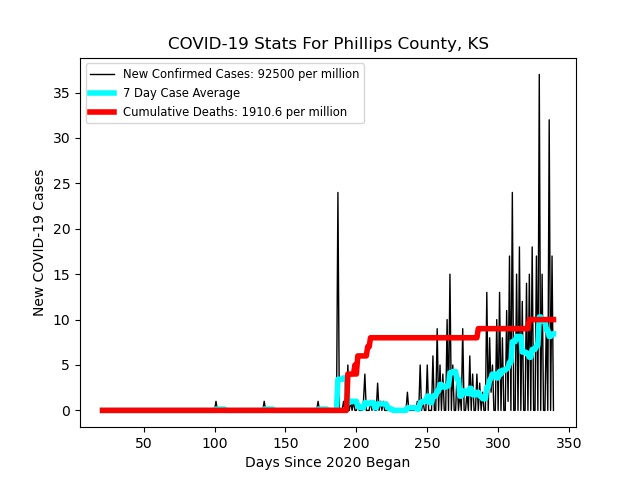 COVID-19 Stats For Phillips County, KS
New Confirmed Cases: 92500 per million
7 Day Case Average
Cumulative Deaths: 1910.6 per million
New COVID-19 Cases
35
30
25
20
15
10
5
0
50 100 150 200 250 300 350
Days Since 2020 Began